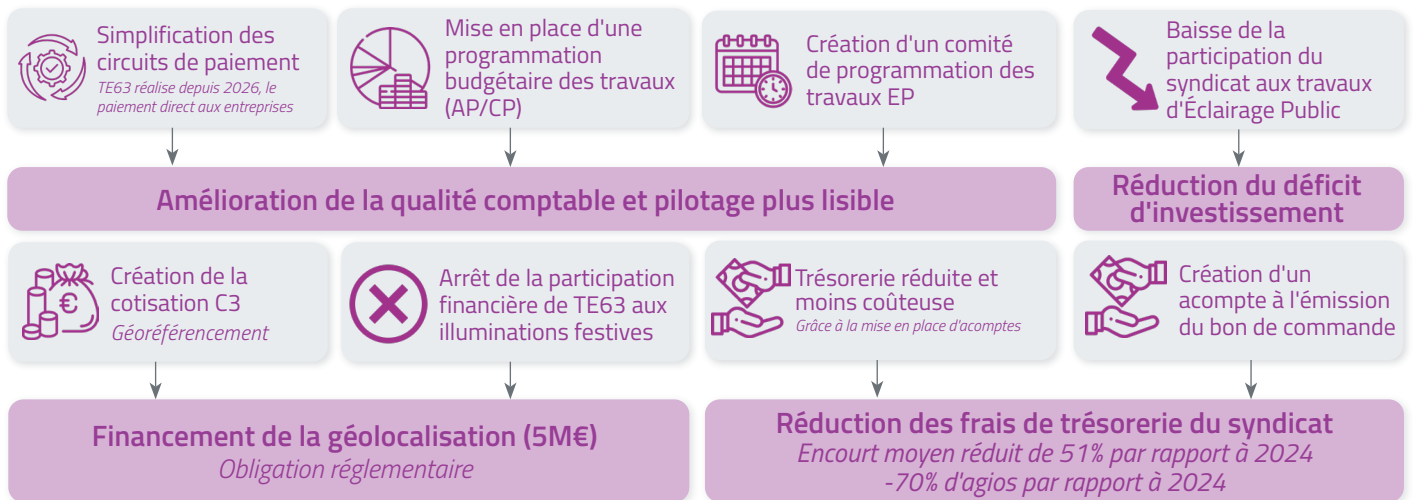 Simplification des
circuits de paiement
TE63 réalise depuis 2026, le
paiement direct aux entreprises
Mise en place d'une
programmation
budgétaire des travaux
(AP/CP)
Création d'un comité
de programmation des
travaux EP
Baisse de la
participation du
syndicat aux travaux
d'Éclairage Public
Amélioration de la qualité comptable et pilotage plus lisible
Réduction du déficit
d'investissement
€
Création de la
cotisation C3
Géoréférencement
Arrêt de la participation
financière de TE63 aux
illuminations festives
Trésorerie réduite et
moins coûteuse
Grâce à la mise en place d'acomptes
Création d'un
acompte à l'émission
du bon de commande
Financement de la géolocalisation (5M€)
Obligation réglementaire
Réduction des frais de trésorerie du syndicat
Encourt moyen réduit de 51% par rapport à 2024
-70% d'agios par rapport à 2024